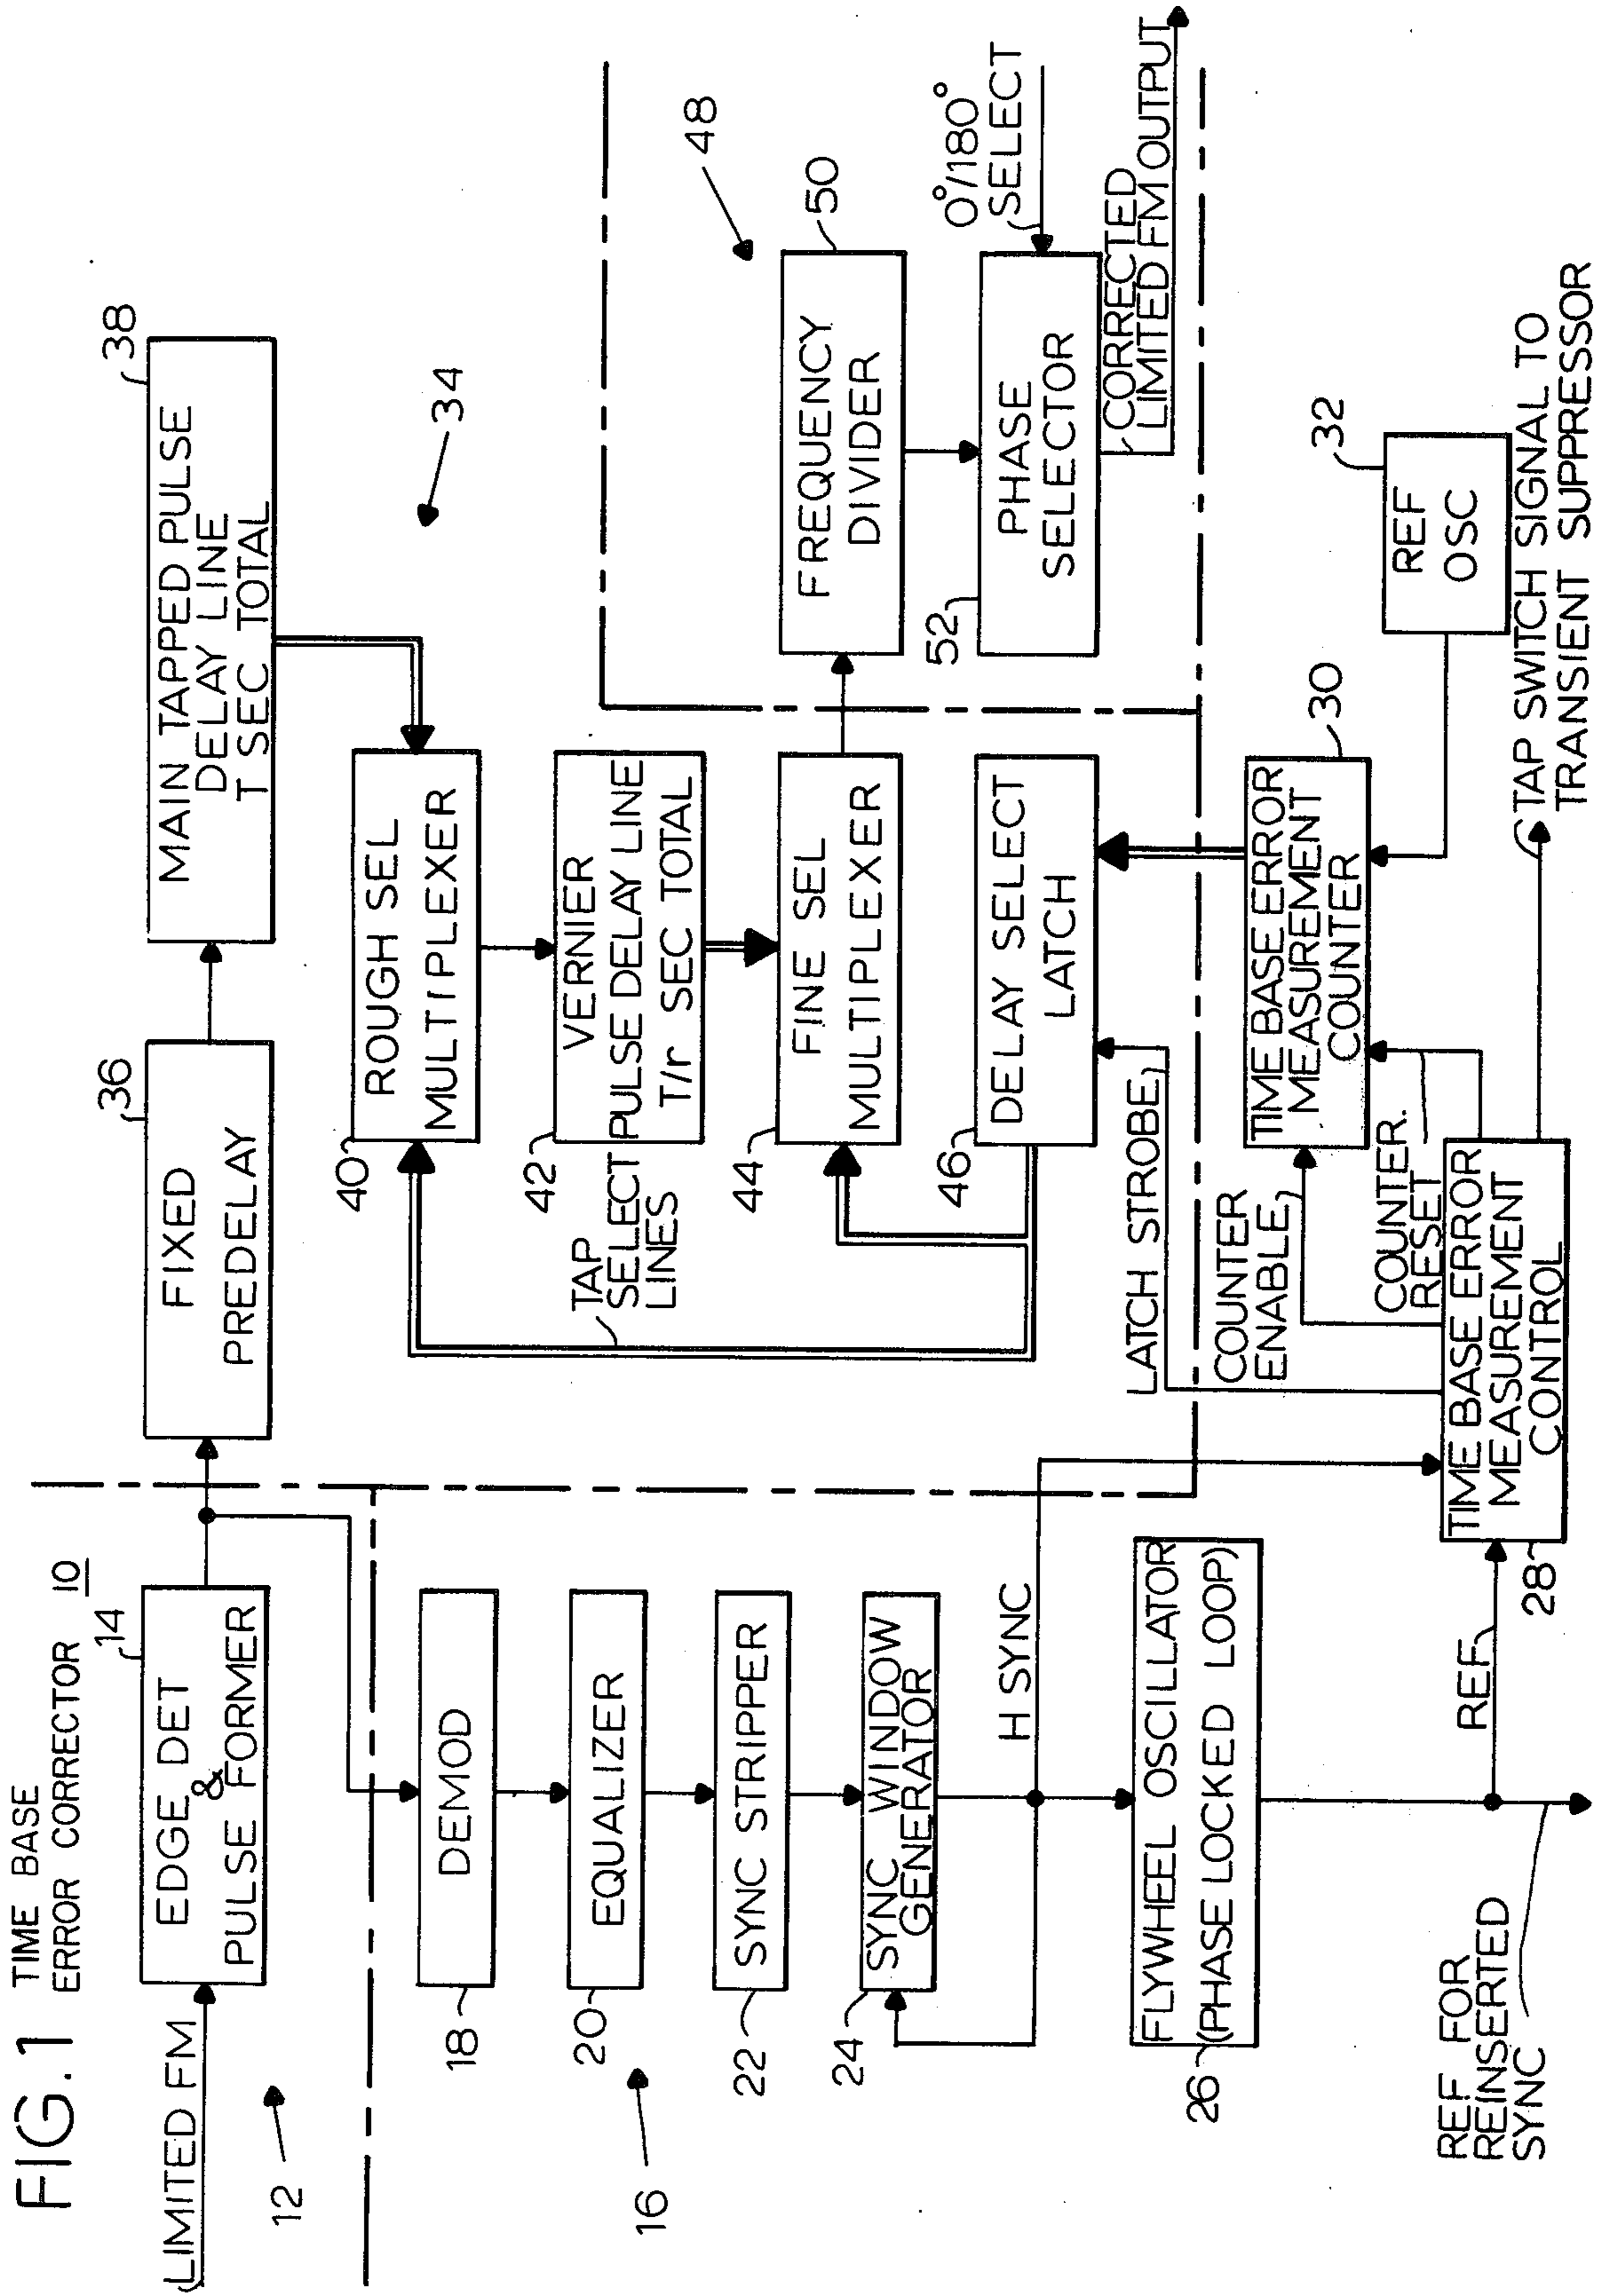 FIG. 1
TIME BASE
ERROR CORRECTOR 10
LIMITED FM
12
14
EDGE DET
&
PULSE FORMER
36
FIXED
PREDELAY
38
MAIN TAPPED PULSE
DELAY LINE
T SEC TOTAL
34
16
18
DEMOD
20
EQUALIZER
22
SYNC STRIPPER
24
SYNC WINDOW
GENERATOR
H SYNC
26
FLYWHEEL OSCILLATOR
(PHASE LOCKED LOOP)
REF FOR
REINSERTED
SYNC
REF
28
TIME BASE ERROR
MEASUREMENT
CONTROL
40
ROUGH SEL
MULTIPLEXER
42
VERNIER
PULSE DELAY LINE
T/r SEC TOTAL
TAP
SELECT
LINES
44
FINE SEL
MULTIPLEXER
46
DELAY SELECT
LATCH
LATCH STROBE
COUNTER
ENABLE
COUNTER.
RESET
30
TIME BASE ERROR
MEASUREMENT
COUNTER
32
REF
OSC
TAP SWITCH SIGNAL TO
TRANSIENT SUPPRESSOR
48
50
FREQUENCY
DIVIDER
52
PHASE
SELECTOR
0°/180°
SELECT
CORRECTED
LIMITED FM OUTPUT